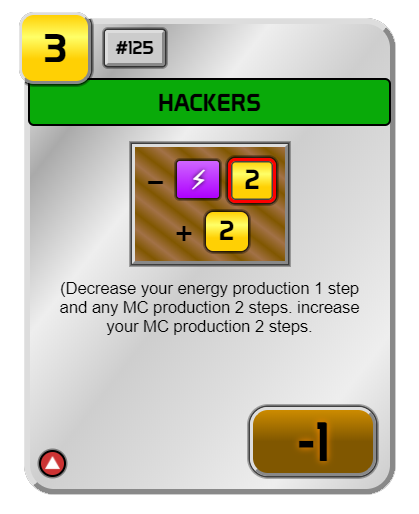 3
#125
HACKERS
- 2
+ 2
(Decrease your energy production 1 step
and any MC production 2 steps. increase
your MC production 2 steps.
-1